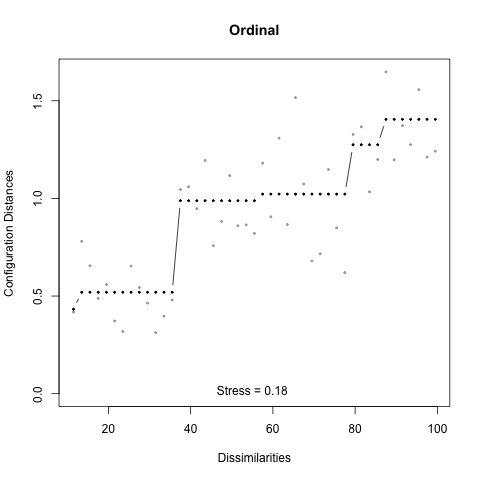 Ordinal
Configuration Distances
1.5
1.0
0.5
0.0
Stress = 0.18
20 40 60 80 100
Dissimilarities